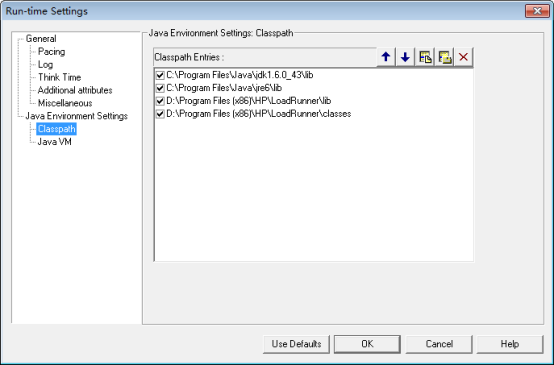 Run-time Settings
General
Pacing
Log
Think Time
Additional attributes
Miscellaneous
Java Environment Settings
Classpath
Java VM
Java Environment Settings: Classpath
Classpath Entries :
C:\Program Files\Java\jdk1.6.0_43\lib
C:\Program Files\Java\jre6\lib
D:\Program Files (x86)\HP\LoadRunner\lib
D:\Program Files (x86)\HP\LoadRunner\classes
Use Defaults
OK
Cancel
Help